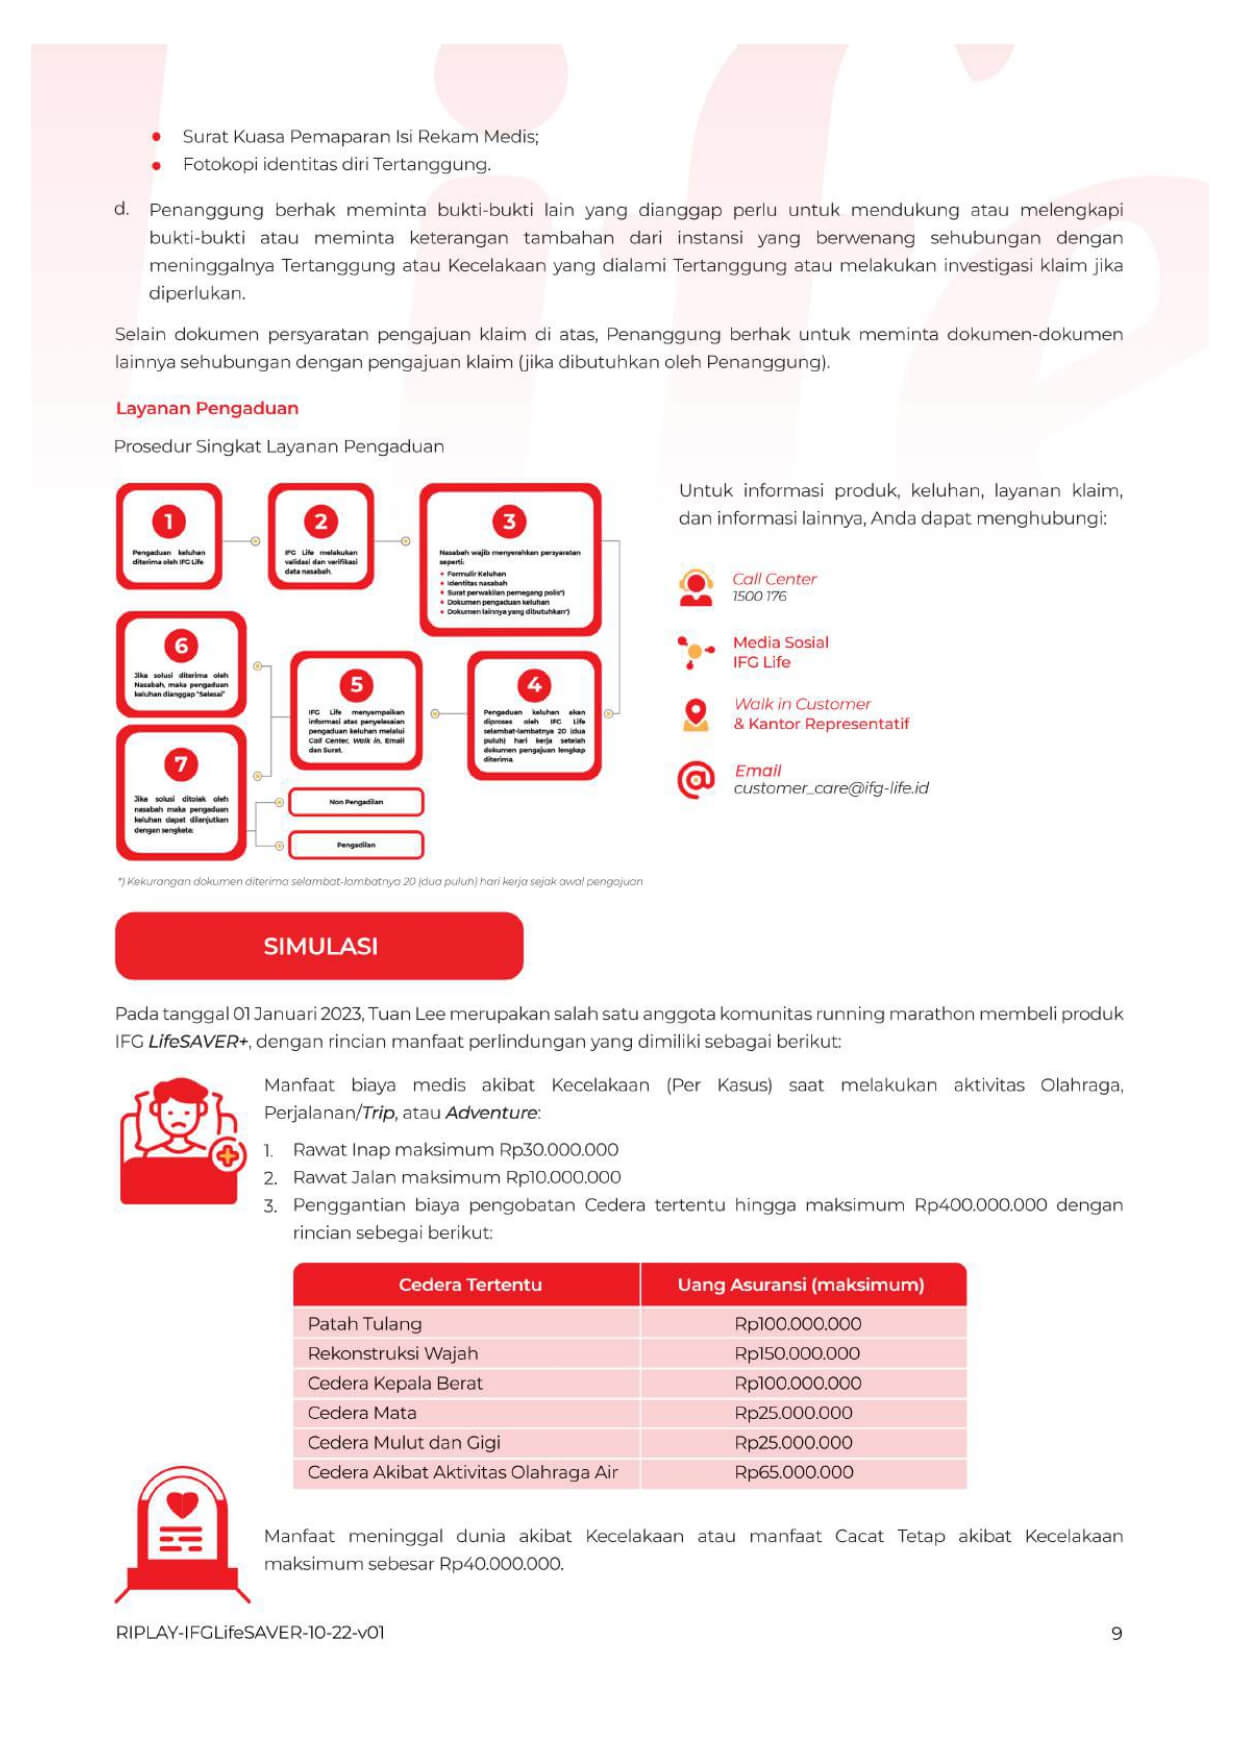 Life
Surat Kuasa Pemaparan Isi Rekam Medis;
Fotokopi identitas diri Tertanggung.
d. Penanggung berhak meminta bukti-bukti lain yang dianggap perlu untuk mendukung atau melengkapi
bukti-bukti atau meminta keterangan tambahan dari instansi yang berwenang sehubungan dengan
meninggalnya Tertanggung atau Kecelakaan yang dialami Tertanggung atau melakukan investigasi klaim jika
diperlukan.
Selain dokumen persyaratan pengajuan klaim di atas, Penanggung berhak untuk meminta dokumen-dokumen
lainnya sehubungan dengan pengajuan klaim (jika dibutuhkan oleh Penanggung).
Layanan Pengaduan
Prosedur Singkat Layanan Pengaduan
1
Pengaduan keluhan
diterima oleh IFG Life
2
IFG Life melakukan
validasi dan verifikasi
data nasabah.
3
Nasabah wajib menyerahkan persyaratan
seperti:
Formulir Keluhan
Identitas nasabah
Surat perwakilan pemegang polis*)
Dokumen pengaduan keluhan
Dokumen lainnya yang dibutuhkan*)
4
Pengaduan keluhan akan
diproses oleh IFG Life
selambat-lambatnya 20 (dua
puluh) hari kerja setelah
dokumen pengajuan lengkap
diterima.
5
IFG Life menyampaikan
informasi atas penyelesaian
pengaduan keluhan melalui
Call Center, Walk in, Email
dan Surat.
6
Jika solusi diterima oleh
Nasabah, maka pengaduan
keluhan dianggap "Selesai"
7
Jika solusi ditolak oleh
nasabah maka pengaduan
keluhan dapat dilanjutkan
dengan sengketa:
Non Pengadilan
Pengadilan
*) Kekurangan dokumen diterima selambat-lambatnya 20 (dua puluh) hari kerja sejak awal pengajuan
Untuk informasi produk, keluhan, layanan klaim,
dan informasi lainnya, Anda dapat menghubungi:
Call Center
1500 176
Media Sosial
IFG Life
Walk in Customer
& Kantor Representatif
Email
customer_care@ifg-life.id
SIMULASI
Pada tanggal 01 Januari 2023, Tuan Lee merupakan salah satu anggota komunitas running marathon membeli produk
IFG LifeSAVER+, dengan rincian manfaat perlindungan yang dimiliki sebagai berikut:
Manfaat biaya medis akibat Kecelakaan (Per Kasus) saat melakukan aktivitas Olahraga,
Perjalanan/Trip, atau Adventure:
1. Rawat Inap maksimum Rp30.000.000
2. Rawat Jalan maksimum Rp10.000.000
3. Penggantian biaya pengobatan Cedera tertentu hingga maksimum Rp400.000.000 dengan
rincian sebegai berikut:
Cedera Tertentu Uang Asuransi (maksimum)
Patah Tulang Rp100.000.000
Rekonstruksi Wajah Rp150.000.000
Cedera Kepala Berat Rp100.000.000
Cedera Mata Rp25.000.000
Cedera Mulut dan Gigi Rp25.000.000
Cedera Akibat Aktivitas Olahraga Air Rp65.000.000
Manfaat meninggal dunia akibat Kecelakaan atau manfaat Cacat Tetap akibat Kecelakaan
maksimum sebesar Rp40.000.000.
RIPLAY-IFGLifeSAVER-10-22-v01 9